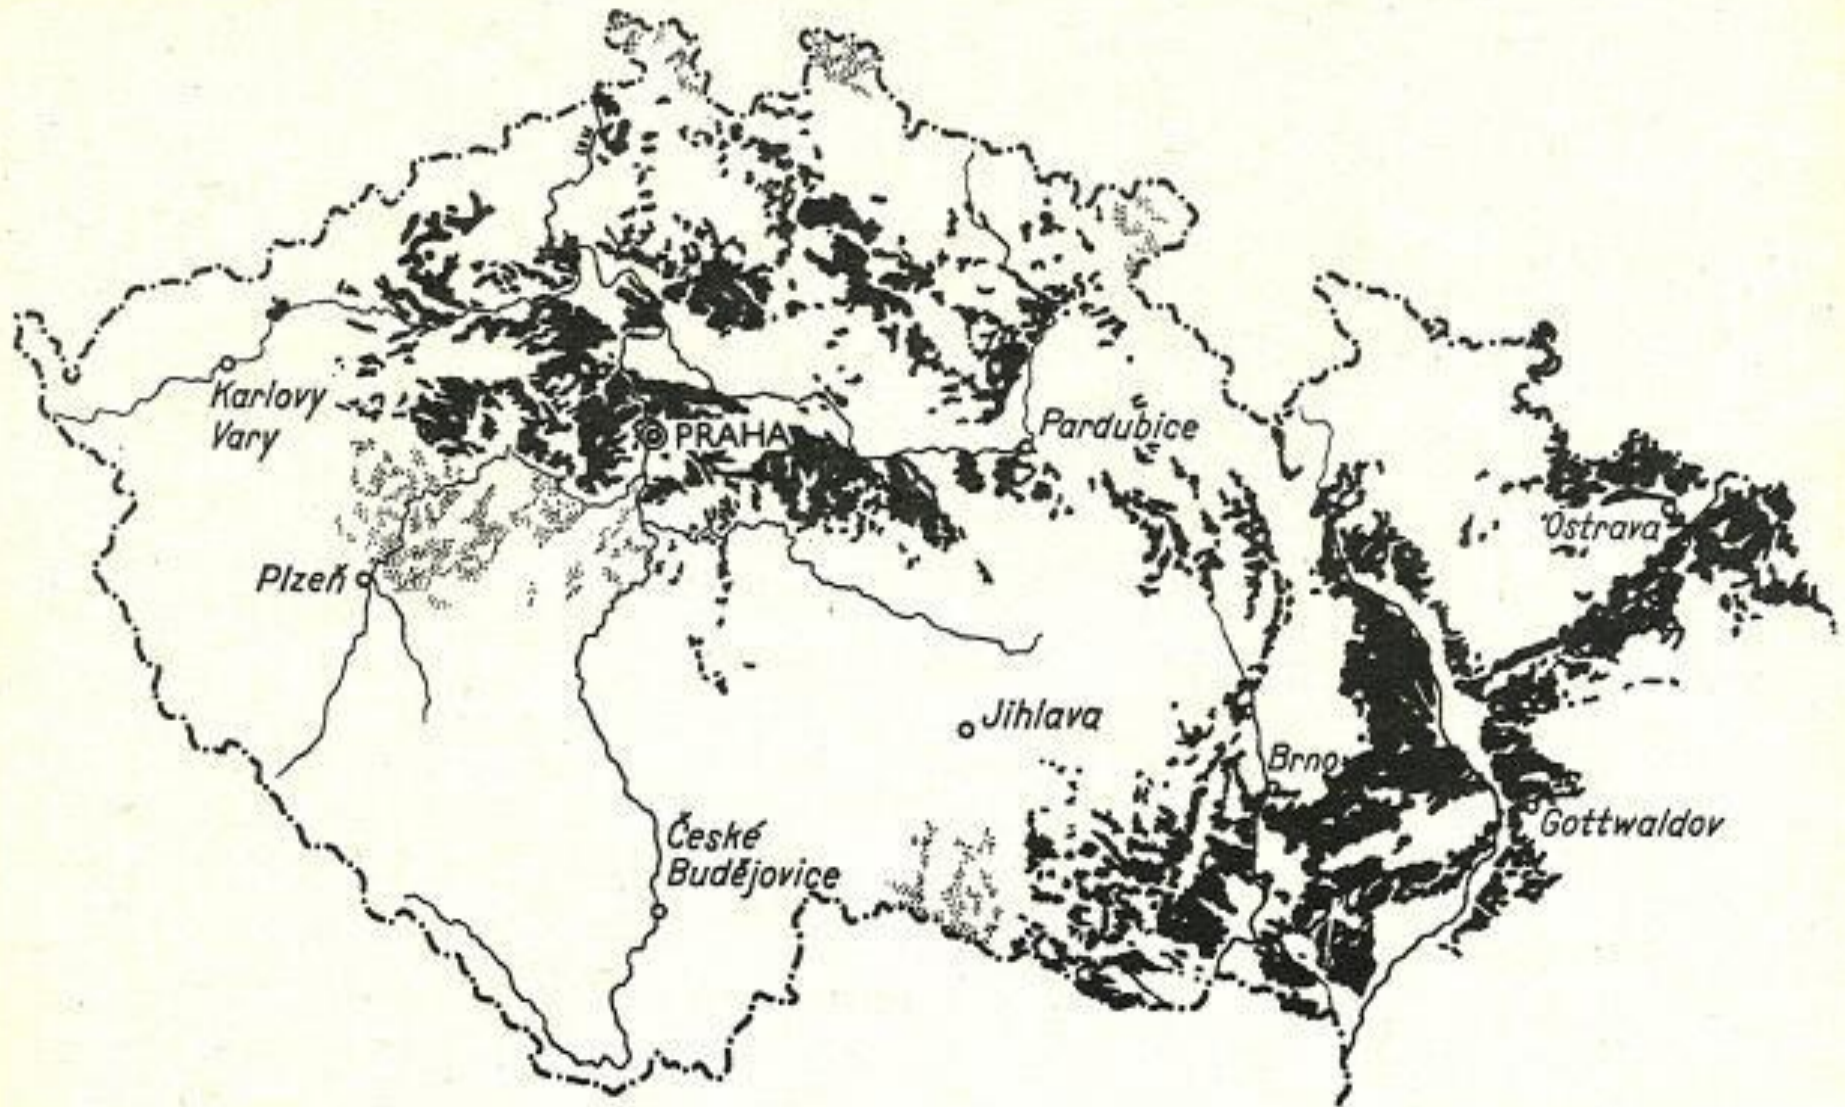 Karlovy
Vary
PRAHA
Pardubice
Ostrava
Plzeň
Jihlava
Brno
Gottwaldov
České
Budějovice